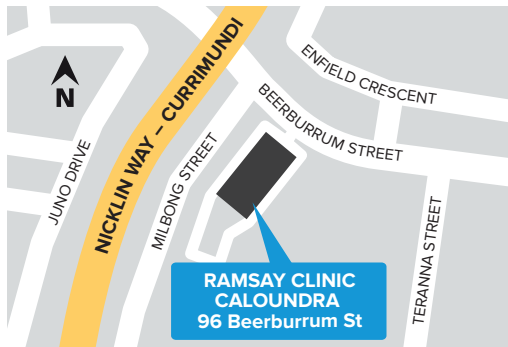 ENFIELD CRESCENT
N
BEERBURRUM STREET
NICKLIN WAY – CURRIMUNDI
JUNO DRIVE
MILBONG STREET
TERANNA STREET
RAMSAY CLINIC
CALOUNDRA
96 Beerburrum St